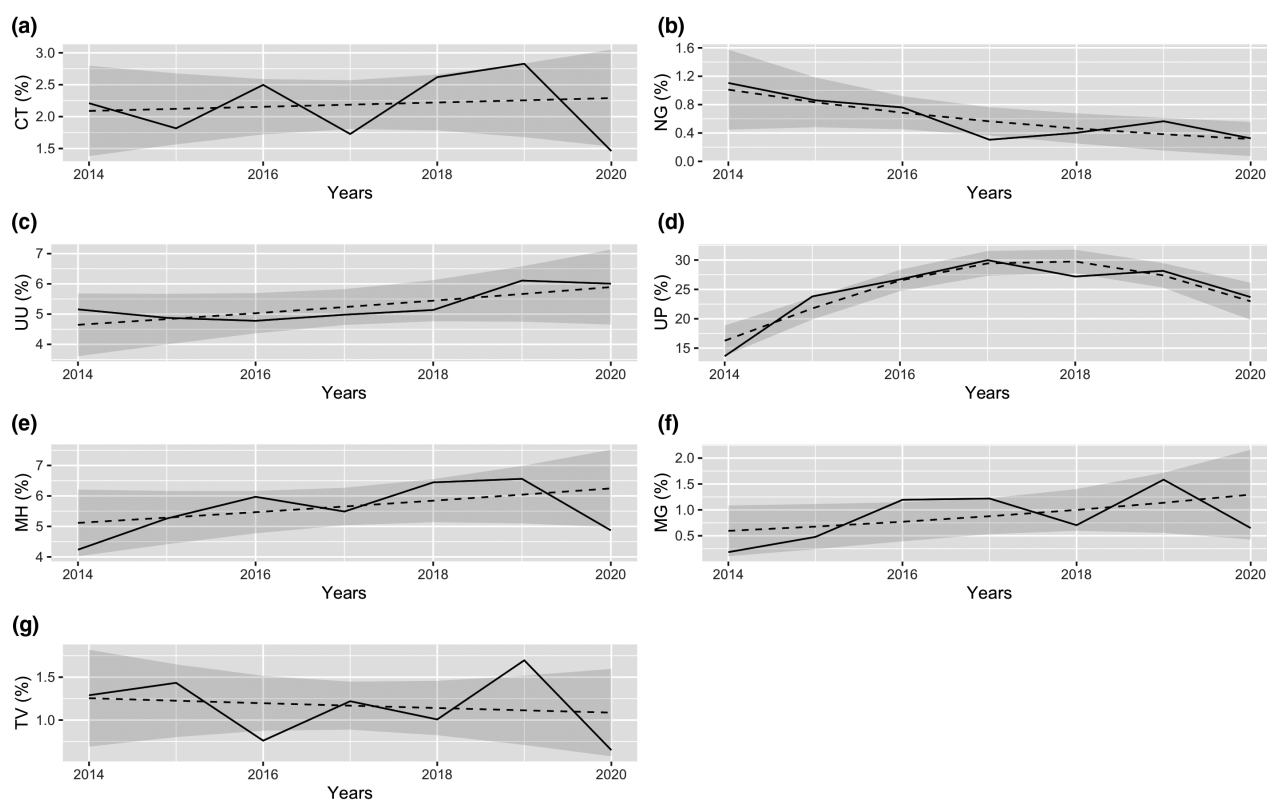 (a)
CT (%)
3.0
2.5
2.0
1.5
2014 2016 2018 2020
Years
(b)
NG (%)
1.6
1.2
0.8
0.4
0.0
2014 2016 2018 2020
Years
(c)
UU (%)
7
6
5
4
2014 2016 2018 2020
Years
(d)
UP (%)
30
25
20
15
2014 2016 2018 2020
Years
(e)
MH (%)
7
6
5
4
2014 2016 2018 2020
Years
(f)
MG (%)
2.0
1.5
1.0
0.5
2014 2016 2018 2020
Years
(g)
TV (%)
1.5
1.0
2014 2016 2018 2020
Years